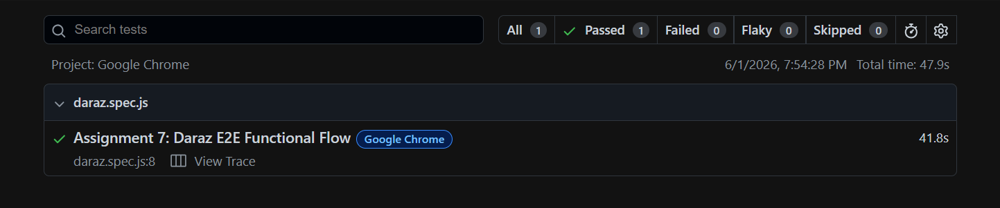 Search tests
All 1 Passed 1 Failed 0 Flaky 0 Skipped 0
Project: Google Chrome 6/1/2026, 7:54:28 PM Total time: 47.9s
daraz.spec.js
Assignment 7: Daraz E2E Functional Flow Google Chrome 41.8s
daraz.spec.js:8 View Trace